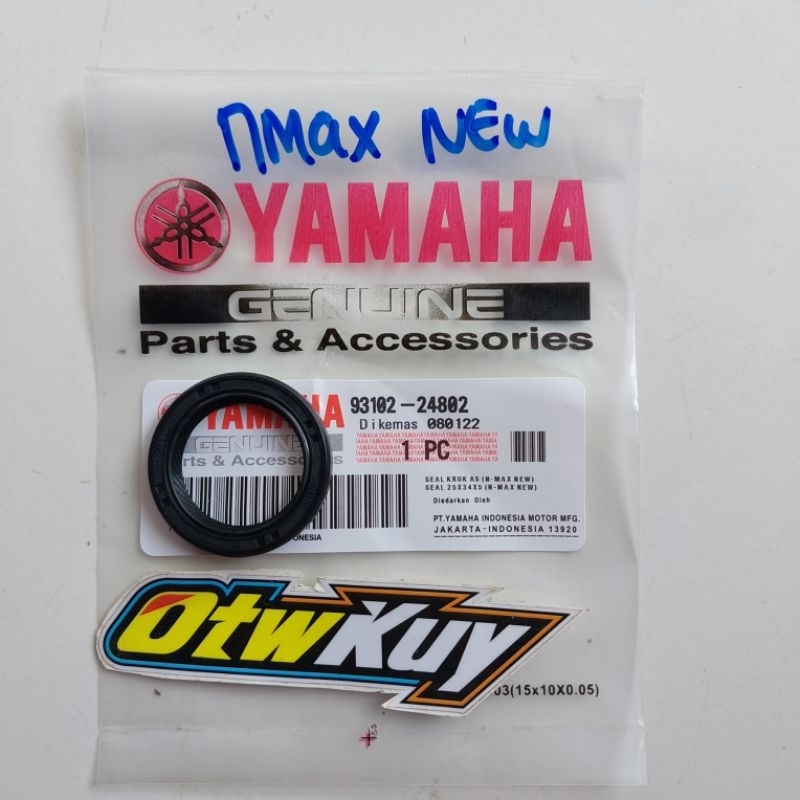 nmax NEW
YAMAHA
GENUINE
Parts & Accessories
YAMAHA 93102-24802
GENUINE Dikemas 080122
rts & Accessories 1 PC
SEAL KRUK AS (N-MAX NEW)
SEAL 25X34X5 (N-MAX NEW)
Diedarkan Oleh
PT.YAMAHA INDONESIA MOTOR MFG.
JAKARTA-INDONESIA 13920
OtwKuy
03(15x10X0.05)